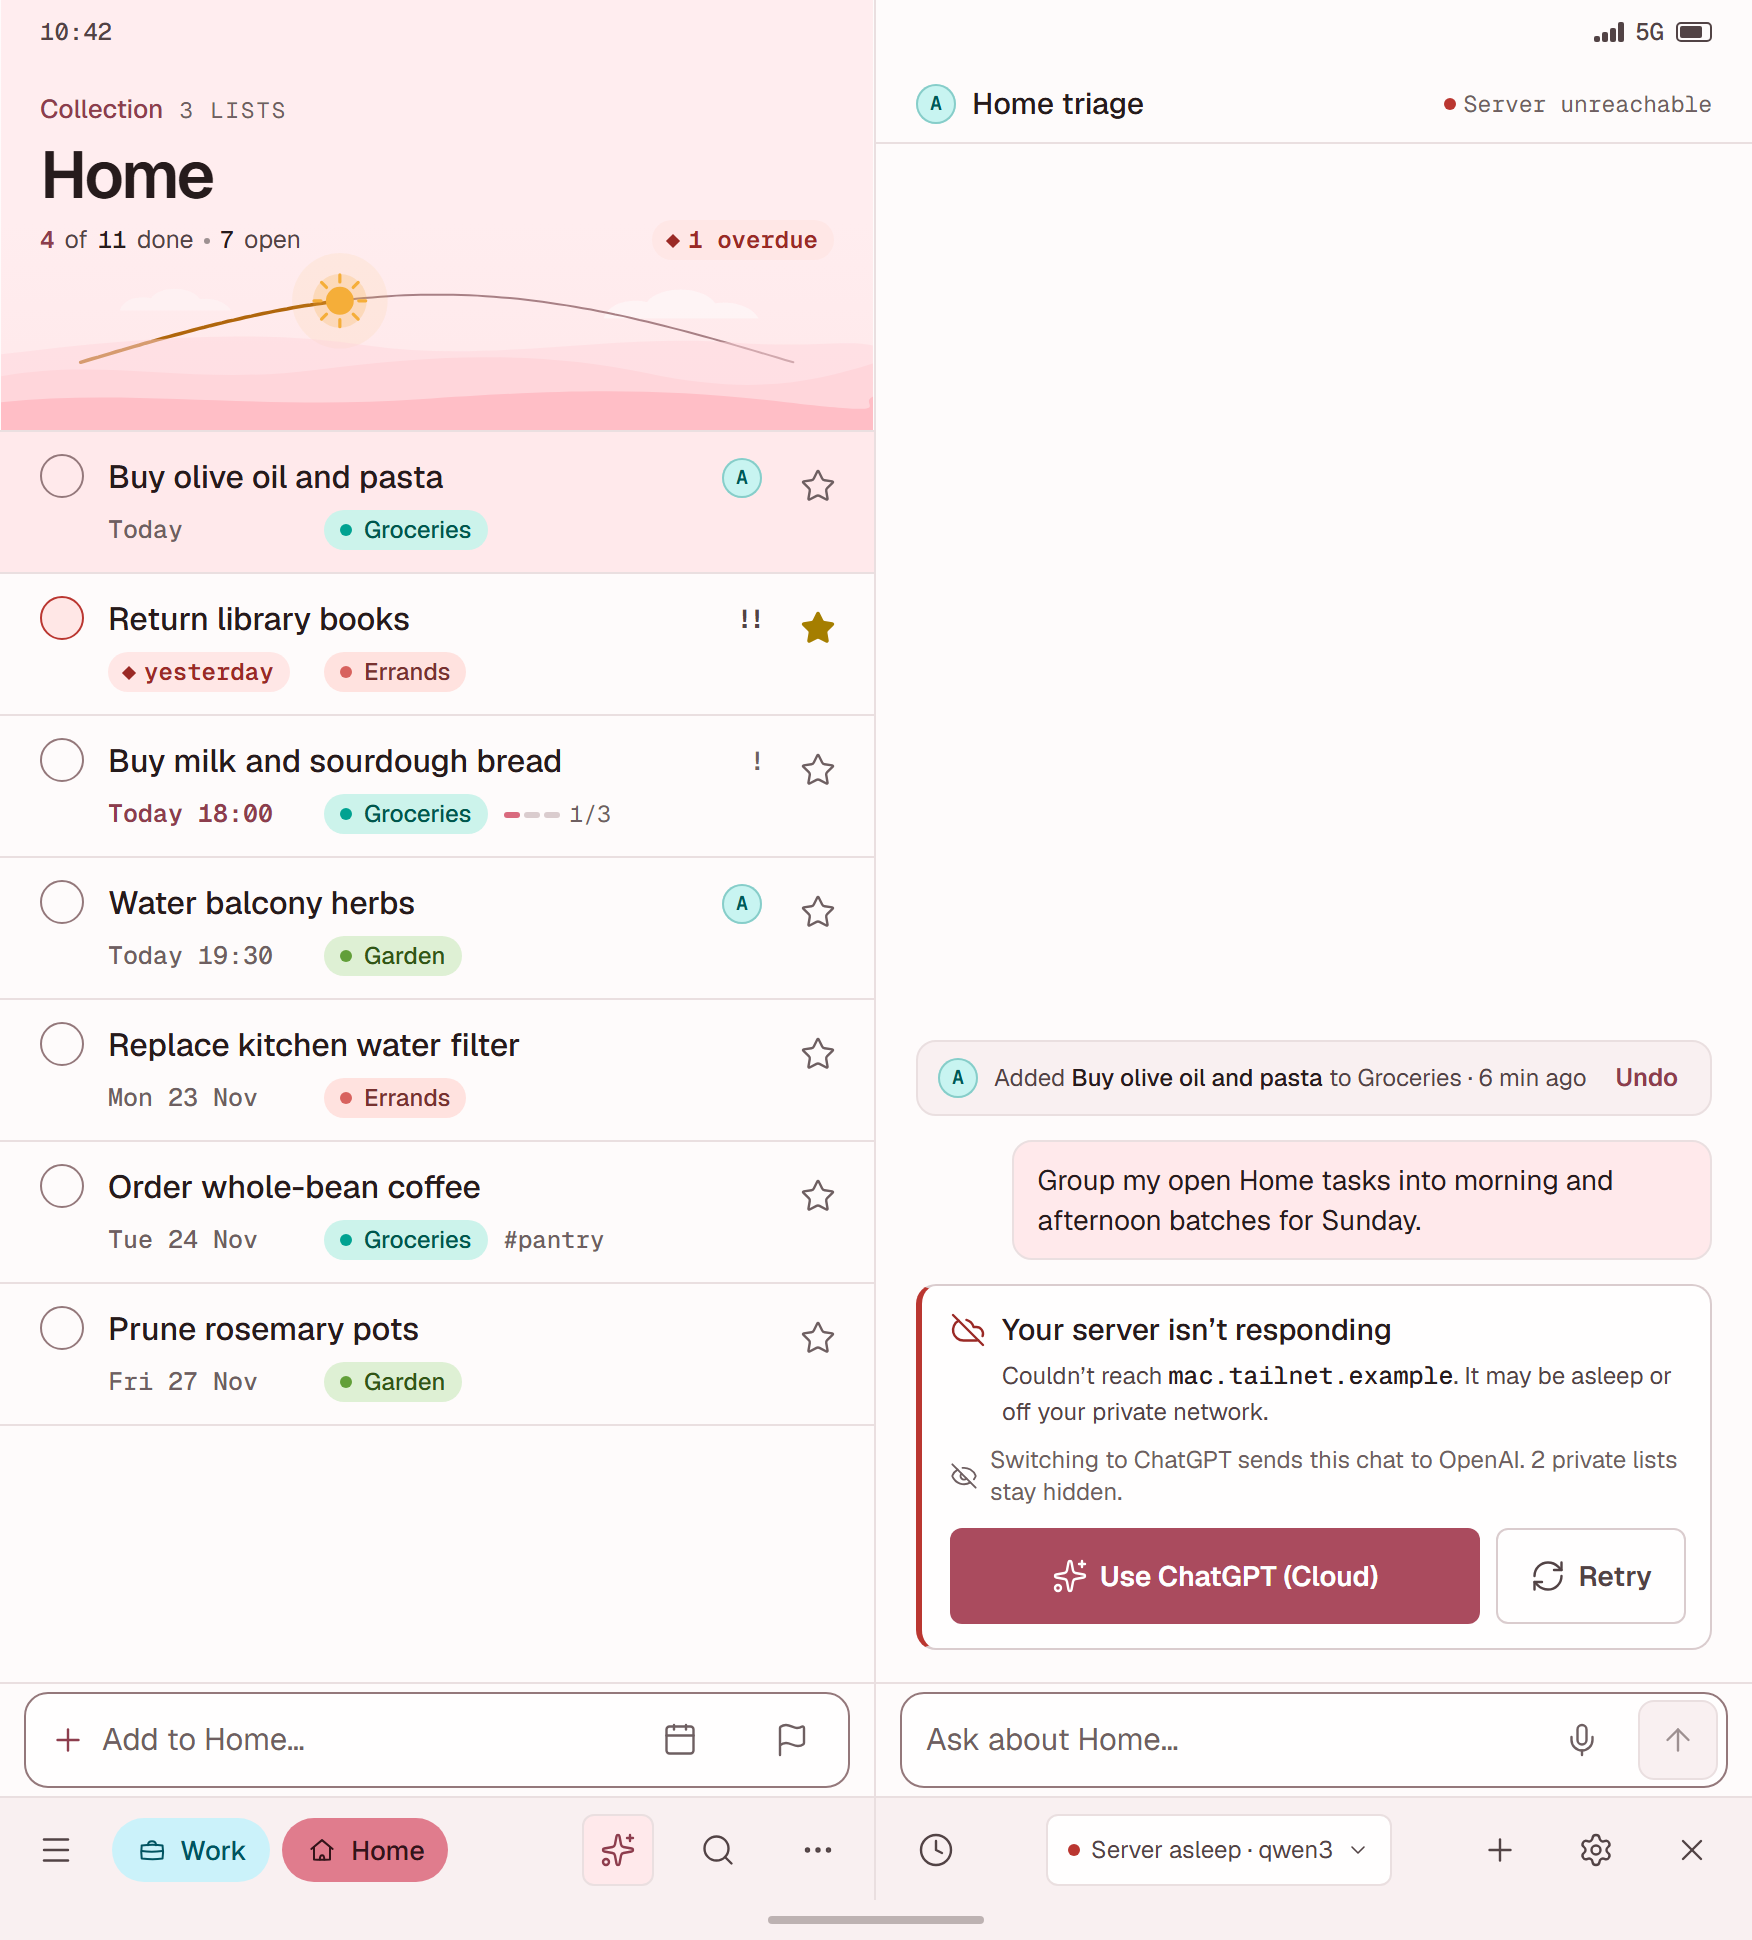 10:42
5G
Collection 3 LISTS
Home
4 of 11 done • 7 open
1 overdue
Buy olive oil and pasta
A
Today
Groceries
Return library books
!!
yesterday
Errands
Buy milk and sourdough bread
!
Today 18:00
Groceries
1/3
Water balcony herbs
A
Today 19:30
Garden
Replace kitchen water filter
Mon 23 Nov
Errands
Order whole-bean coffee
Tue 24 Nov
Groceries
#pantry
Prune rosemary pots
Fri 27 Nov
Garden
Add to Home…
Work
Home
A
Home triage
Server unreachable
A
Added Buy olive oil and pasta to Groceries · 6 min ago
Undo
Group my open Home tasks into morning and
afternoon batches for Sunday.
Your server isn’t responding
Couldn’t reach mac.tailnet.example. It may be asleep or
off your private network.
Switching to ChatGPT sends this chat to OpenAI. 2 private lists
stay hidden.
Use ChatGPT (Cloud)
Retry
Ask about Home…
Server asleep · qwen3